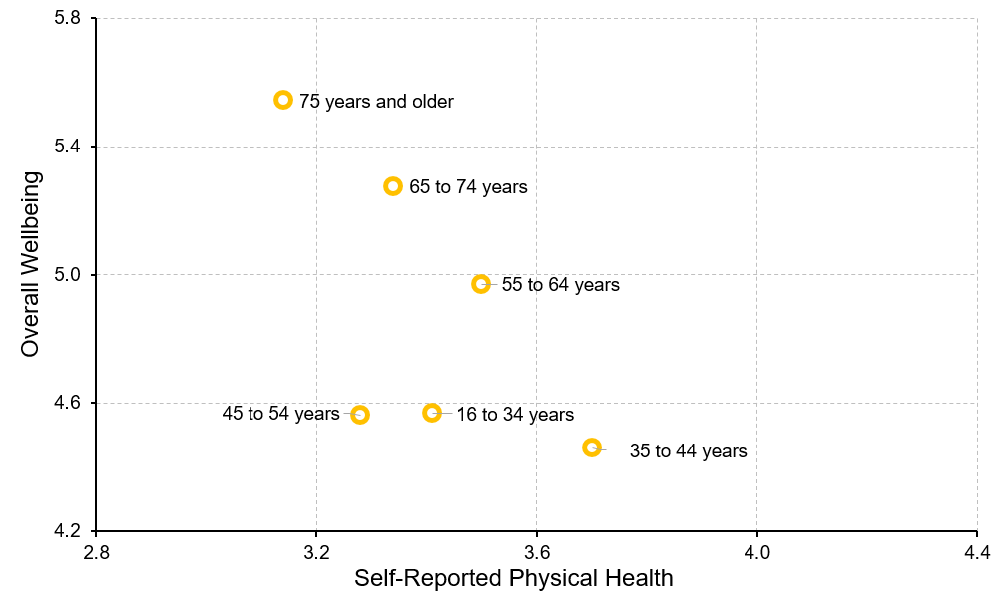 5.8
75 years and older
5.4
65 to 74 years
Overall Wellbeing
5.0
55 to 64 years
4.6
45 to 54 years
16 to 34 years
35 to 44 years
4.2
2.8
3.2
3.6
4.0
4.4
Self-Reported Physical Health